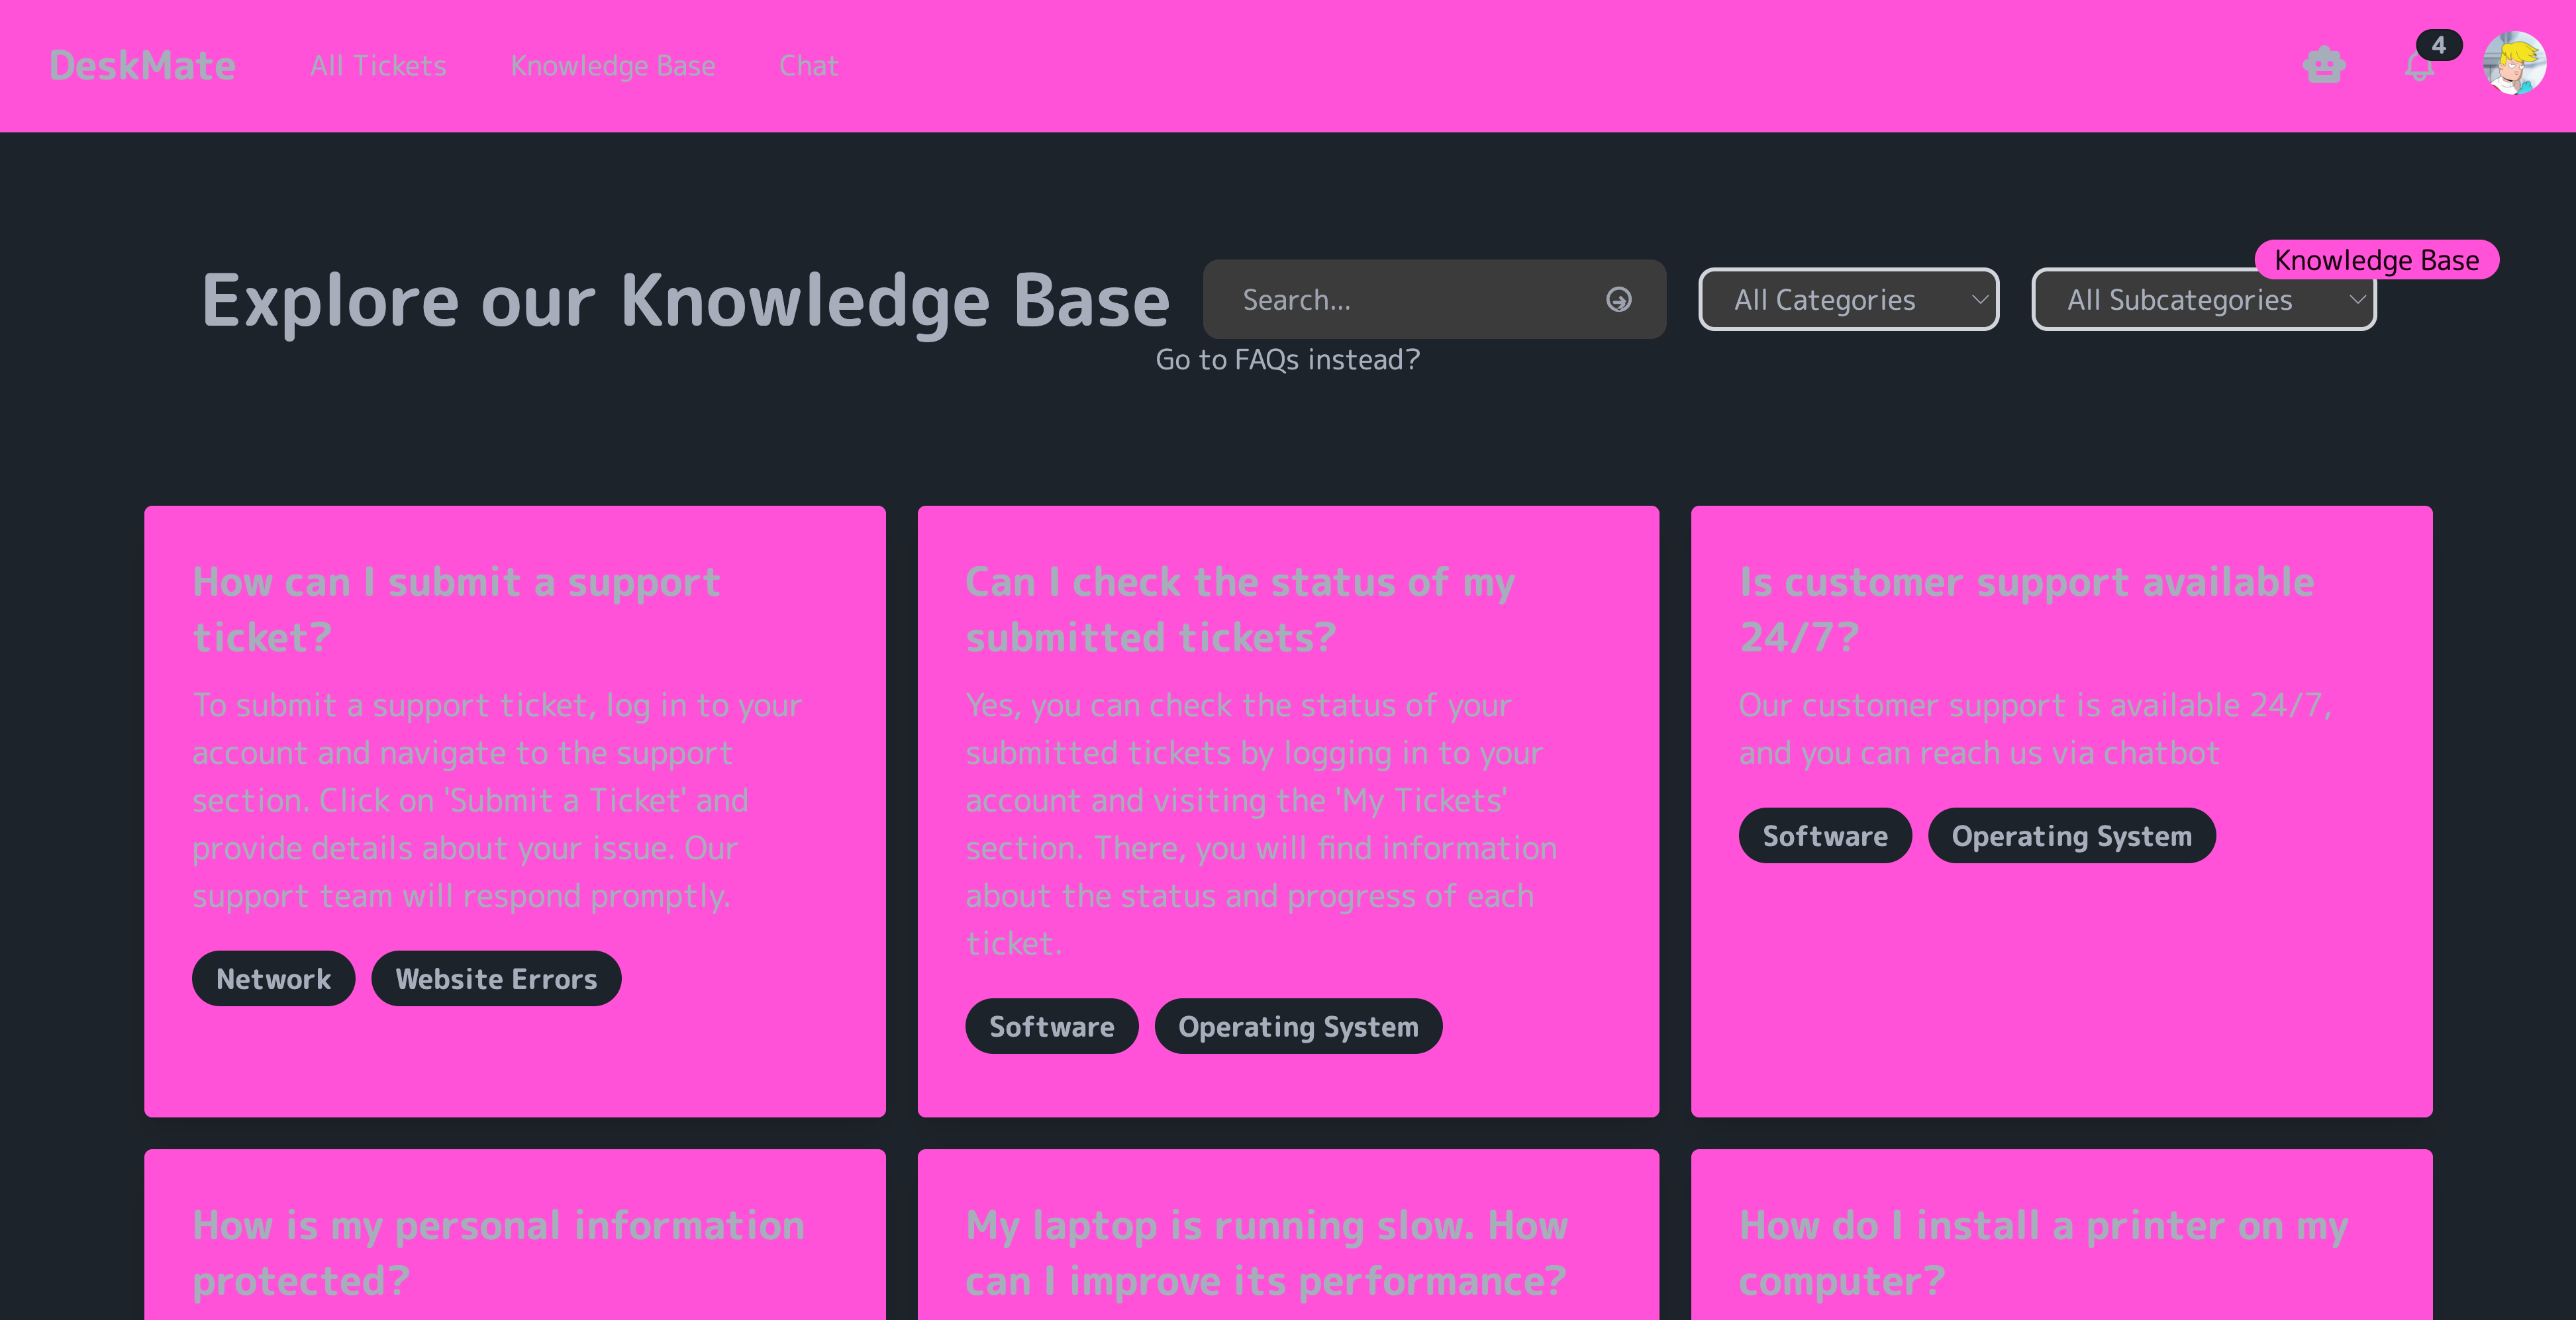 DeskMate All Tickets Knowledge Base Chat 4
Knowledge Base
Explore our Knowledge Base Search... All Categories All Subcategories
Go to FAQs instead?
How can I submit a support
ticket?
To submit a support ticket, log in to your
account and navigate to the support
section. Click on 'Submit a Ticket' and
provide details about your issue. Our
support team will respond promptly.
Network Website Errors
Can I check the status of my
submitted tickets?
Yes, you can check the status of your
submitted tickets by logging in to your
account and visiting the 'My Tickets'
section. There, you will find information
about the status and progress of each
ticket.
Software Operating System
Is customer support available
24/7?
Our customer support is available 24/7,
and you can reach us via chatbot
Software Operating System
How is my personal information
protected?
My laptop is running slow. How
can I improve its performance?
How do I install a printer on my
computer?